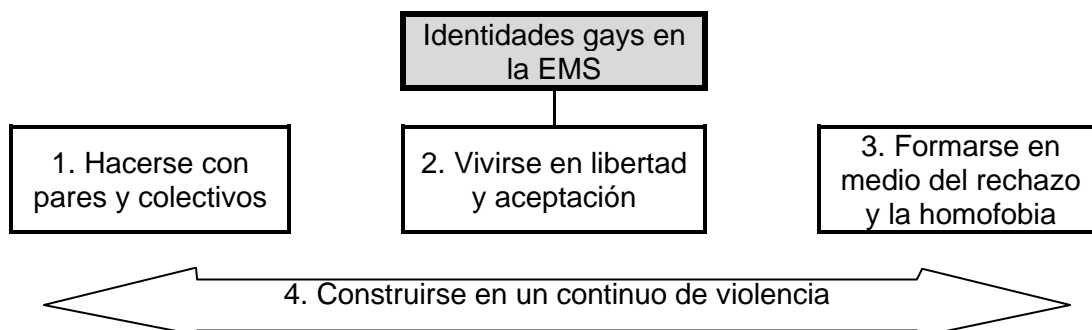 Identidades gays en
la EMS
1. Hacerse con
pares y colectivos
2. Vivirse en libertad
y aceptación
3. Formarse en
medio del rechazo
y la homofobia
4. Construirse en un continuo de violencia